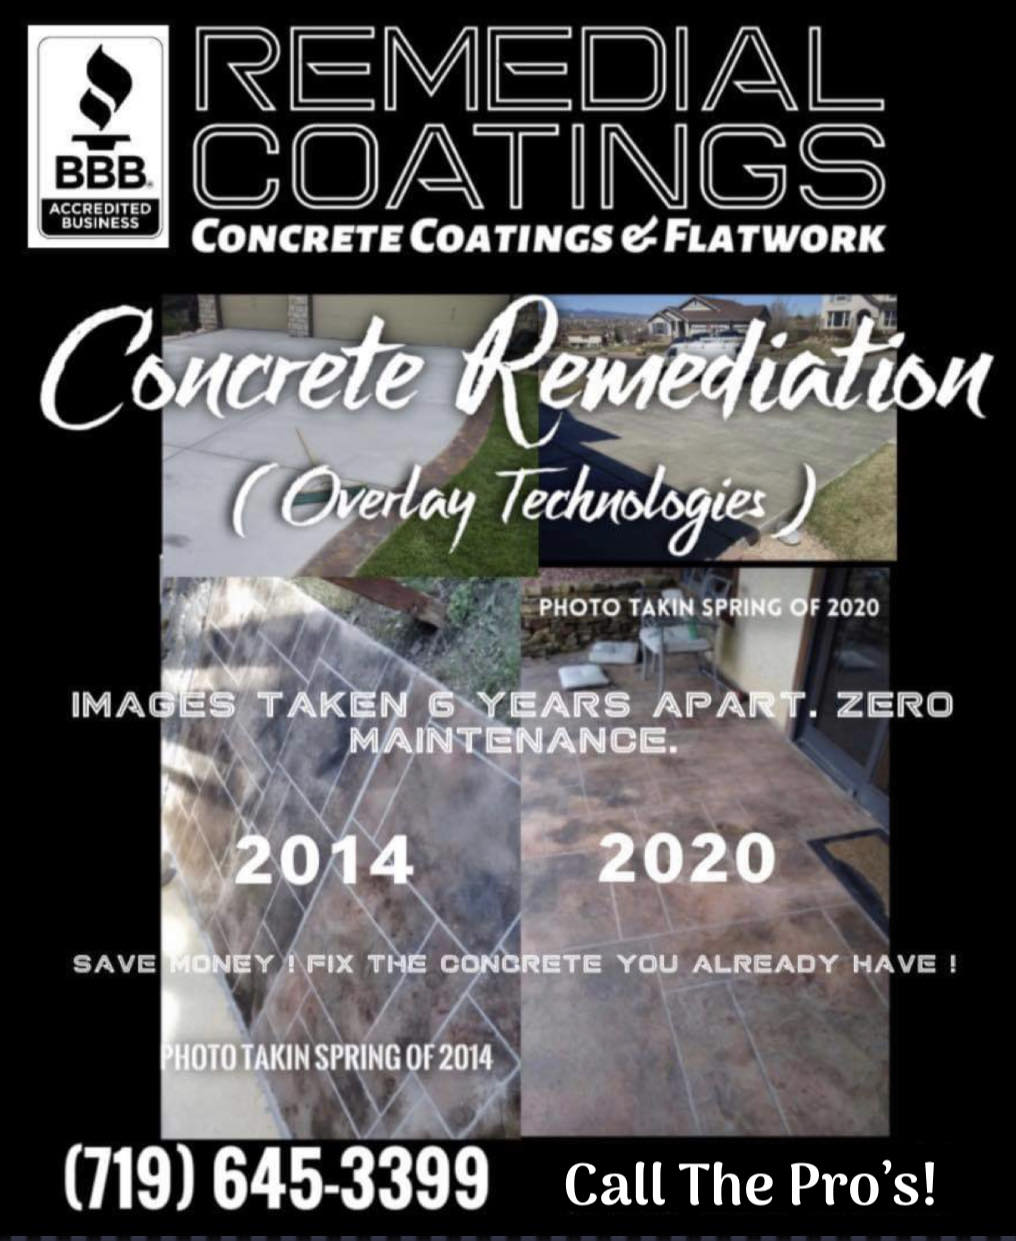 BBB
ACCREDITED
BUSINESS
REMEDIAL
COATINGS
CONCRETE COATINGS & FLATWORK
Concrete Remediation
( Overlay Technologies )
PHOTO TAKIN SPRING OF 2020
IMAGES TAKEN 6 YEARS APART. ZERO
MAINTENANCE.
2014
2020
SAVE MONEY ! FIX THE CONCRETE YOU ALREADY HAVE !
PHOTO TAKIN SPRING OF 2014
(719) 645-3399
Call The Pro's!